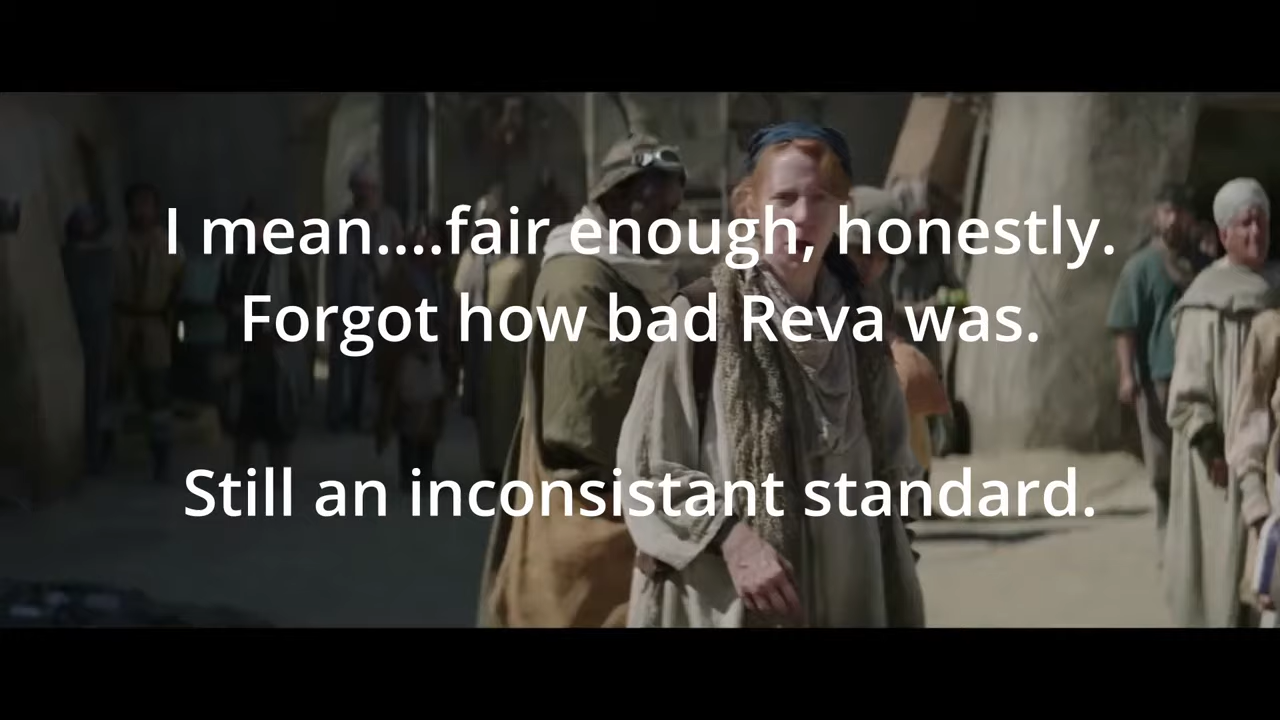 I mean....fair enough, honestly.
Forgot how bad Reva was.
Still an inconsistant standard.